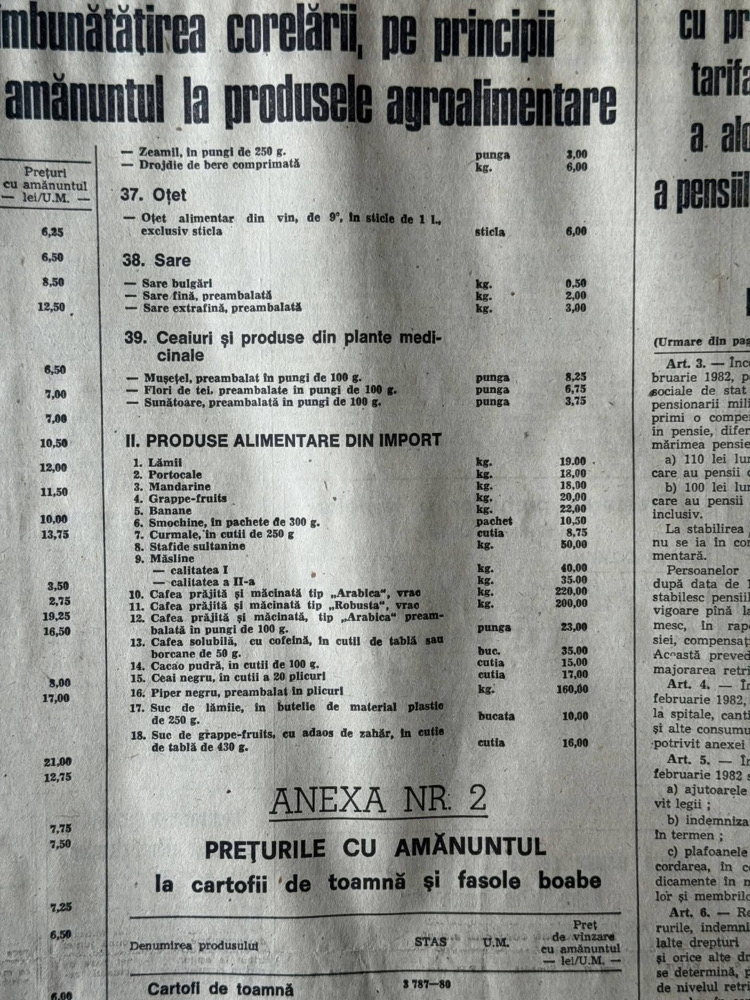 îmbunătățirea corelării, pe principii
amănuntul la produsele agroalimentare
Prețuri
cu amănuntul
— lei/U.M. —
6,25
6,50
8,50
12,50
6,50
7,00
7,00
10,50
12,00
11,50
10,00
13,75
3,50
2,75
19,25
16,50
8,00
17,00
21,00
12,75
7,75
7,50
7,25
6,50
6,00
— Zeamil, în pungi de 250 g. punga 3,00
— Drojdie de bere comprimată kg. 6,00
37. Oțet
— Oțet alimentar din vin, de 9°, în sticle de 1 l.,
exclusiv sticla sticla 6,00
38. Sare
— Sare bulgări kg. 0,50
— Sare fină, preambalată kg. 2,00
— Sare extrafină, preambalată kg. 3,00
39. Ceaiuri și produse din plante medi-
cinale
— Mușețel, preambalat în pungi de 100 g. punga 8,25
— Flori de tei, preambalate în pungi de 100 g. punga 6,75
— Sunătoare, preambalată în pungi de 100 g. punga 3,75
II. PRODUSE ALIMENTARE DIN IMPORT
1. Lămîi kg. 19,00
2. Portocale kg. 18,00
3. Mandarine kg. 18,00
4. Grappe-fruits kg. 20,00
5. Banane kg. 22,00
6. Smochine, în pachete de 300 g. pachet 10,50
7. Curmale, în cutii de 250 g cutia 8,75
8. Stafide sultanine kg. 50,00
9. Măsline
— calitatea I kg. 40,00
— calitatea a II-a kg. 35,00
10. Cafea prăjită și măcinată tip „Arabica", vrac kg. 220,00
11. Cafea prăjită și măcinată tip „Robusta", vrac kg. 200,00
12. Cafea prăjită și măcinată, tip „Arabica" pream-
balată în pungi de 100 g. punga 23,00
13. Cafea solubilă, cu cofeină, în cutii de tablă sau
borcane de 50 g. buc. 35,00
14. Cacao pudră, în cutii de 100 g. cutia 15,00
15. Ceai negru, în cutii a 20 plicuri cutia 17,00
16. Piper negru, preambalat în plicuri kg. 160,00
17. Suc de lămîie, în butelie de material plastic
de 250 g. bucata 10,00
18. Suc de grappe-fruits, cu adaos de zahăr, în cutie
de tablă de 430 g. cutia 16,00
ANEXA NR. 2
PREȚURILE CU AMĂNUNTUL
la cartofii de toamnă și fasole boabe
Denumirea produsului STAS U.M. Preț
de vînzare
cu amănuntul
— lei/U.M. —
Cartofi de toamnă 3 787—80
cu pr
tarifa
a alo
a pensiil
(Urmare din pag
Art. 3. — Înce
bruarie 1982, p
sociale de stat
pensionarii mili
primi o compe
în pensie, difer
mărimea pensie
a) 110 lei lun
care au pensii d
b) 100 lei lun
care au pensii
inclusiv.
La stabilirea
nu se ia în con
mentară.
Persoanelor
după data de 1
stabilesc pensiil
vigoare pînă la
mesc, în rapo
siei, compensaț
Această preved
majorarea retri
Art. 4. — În
februarie 1982,
la spitale, canti
și alte consumu
potrivit anexei
Art. 5. — În
februarie 1982 s
a) ajutoarele
vit legii ;
b) indemniza
în termen ;
c) plafoanele
cordarea, în c
dicamente în m
lor și membrilo
Art. 6. — Re
rurile, indemni
lalte drepturi
și orice alte dr
se determină, p
de nivelul retri